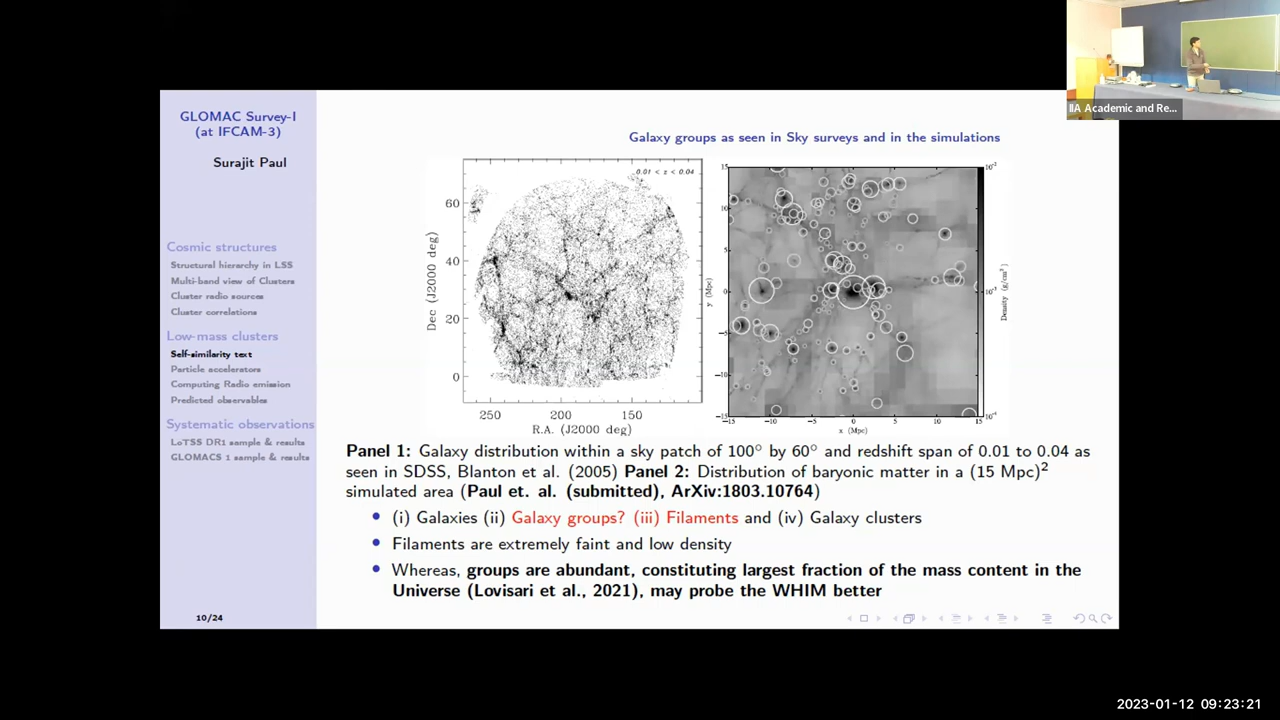 IIA Academic and Re...
GLOMAC Survey-I
(at IFCAM-3)
Surajit Paul
Cosmic structures
Structural hierarchy in LSS
Multi-band view of Clusters
Cluster radio sources
Cluster correlations
Low-mass clusters
Self-similarity text
Particle accelerators
Computing Radio emission
Predicted observables
Systematic observations
LoTSS DR1 sample & results
GLOMACS 1 sample & results
10/24
Galaxy groups as seen in Sky surveys and in the simulations
0.01 < z < 0.04
60
40
20
0
Dec (J2000 deg)
250 200 150
R.A. (J2000 deg)
15
10
5
0
−5
−10
−15
y (Mpc)
−15 −10 −5 0 5 10 15
x (Mpc)
Density (g/cm³)
Panel 1: Galaxy distribution within a sky patch of 100° by 60° and redshift span of 0.01 to 0.04 as
seen in SDSS, Blanton et al. (2005) Panel 2: Distribution of baryonic matter in a (15 Mpc)²
simulated area (Paul et. al. (submitted), ArXiv:1803.10764)
• (i) Galaxies (ii) Galaxy groups? (iii) Filaments and (iv) Galaxy clusters
• Filaments are extremely faint and low density
• Whereas, groups are abundant, constituting largest fraction of the mass content in the
Universe (Lovisari et al., 2021), may probe the WHIM better
2023-01-12 09:23:21